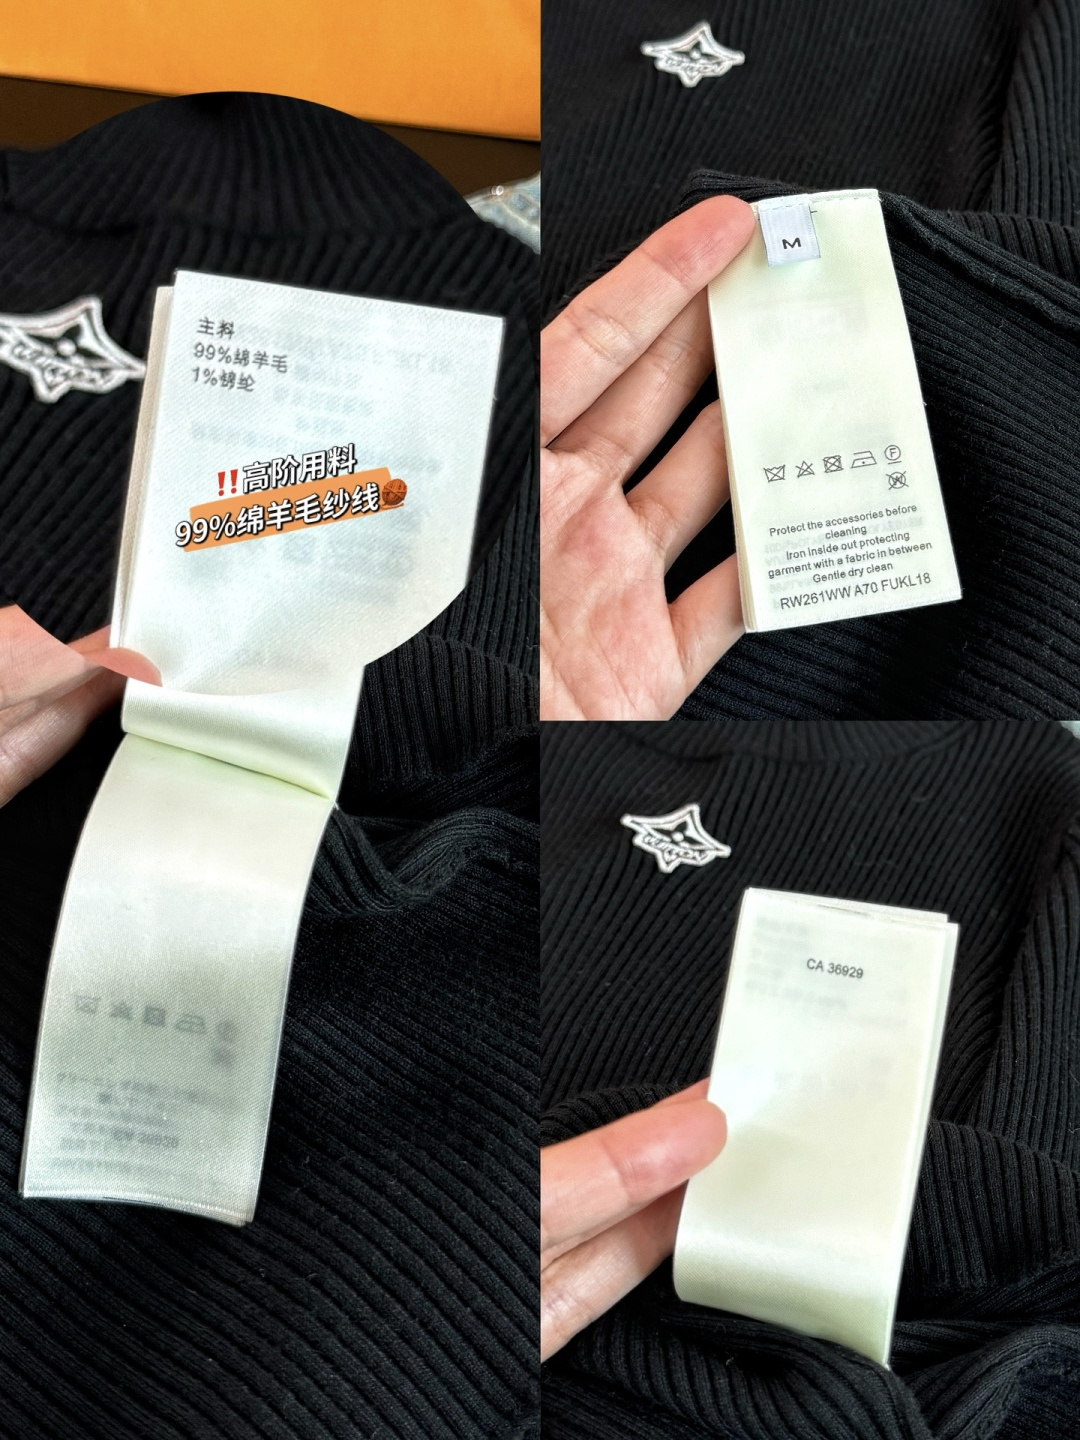 主料
99%绵羊毛
1%锦纶
‼️高阶用料
99%绵羊毛纱线
M
F
W
Protect the accessories before
cleaning
Iron inside out protecting
garment with a fabric in between
Gentle dry clean
RW261WW A70 FUKL18
CA 36929